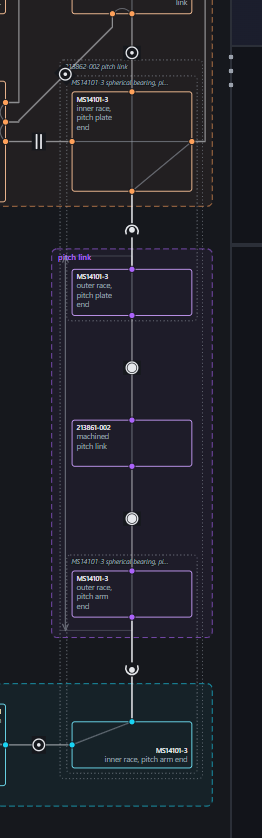 link
213862-002 pitch link
MS14101-3 spherical bearing, pl...
MS14101-3
inner race,
pitch plate
end
pitch link
MS14101-3
outer race,
pitch plate
end
213861-002
machined
pitch link
MS14101-3 spherical bearing, pi...
MS14101-3
outer race,
pitch arm
end
MS14101-3
inner race, pitch arm end